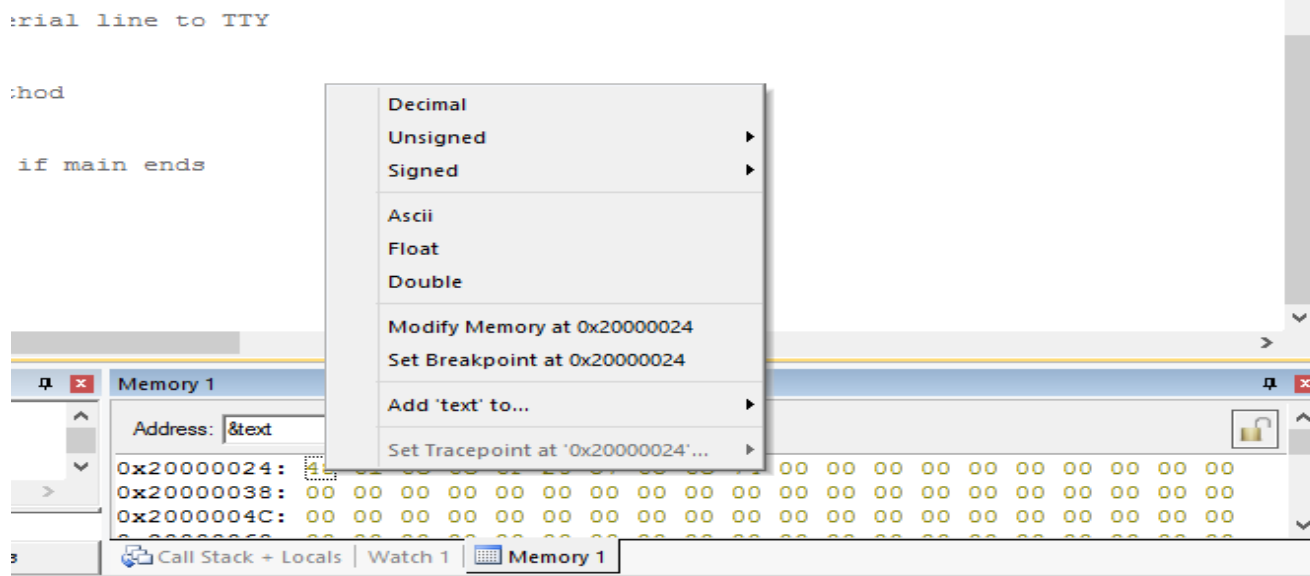 erial line to TTY
thod
if main ends
Decimal
Unsigned
Signed
Ascii
Float
Double
Modify Memory at 0x20000024
Set Breakpoint at 0x20000024
Add 'text' to...
Set Tracepoint at '0x20000024'...
Memory 1
Address: &text
0x20000024: 00 00 00 00 00 00 00 00 00 00
0x20000038: 00 00 00 00 00 00 00 00 00 00 00 00 00 00 00 00 00 00 00 00
0x2000004C: 00 00 00 00 00 00 00 00 00 00 00 00 00 00 00 00 00 00 00 00
s
Call Stack + Locals | Watch 1 | Memory 1